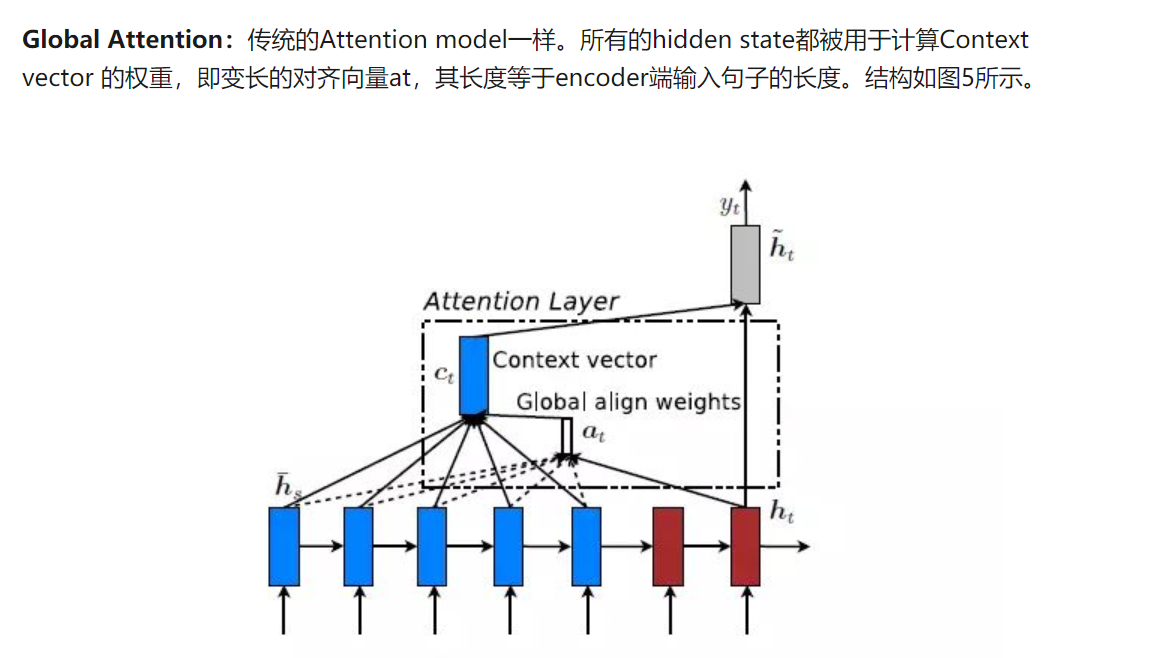 Global Attention：传统的Attention model一样。所有的hidden state都被用于计算Context
vector 的权重，即变长的对齐向量at，其长度等于encoder端输入句子的长度。结构如图5所示。
yt
h̃t
Attention Layer
Context vector
ct
Global align weights
at
h̄s
ht